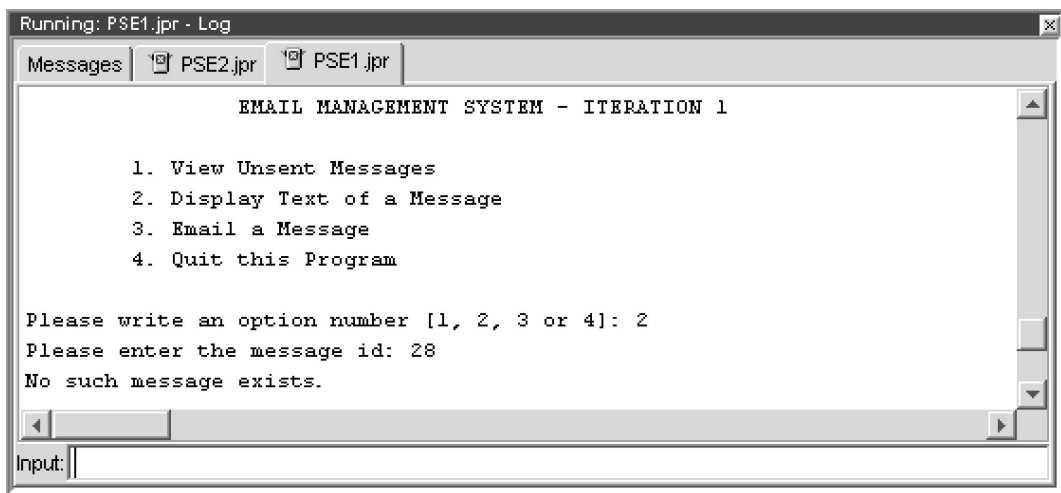 Running: PSE1.jpr - Log
Messages PSE2.jpr PSE1.jpr
EMAIL MANAGEMENT SYSTEM - ITERATION 1
1. View Unsent Messages
2. Display Text of a Message
3. Email a Message
4. Quit this Program
Please write an option number [1, 2, 3 or 4]: 2
Please enter the message id: 28
No such message exists.
Input: